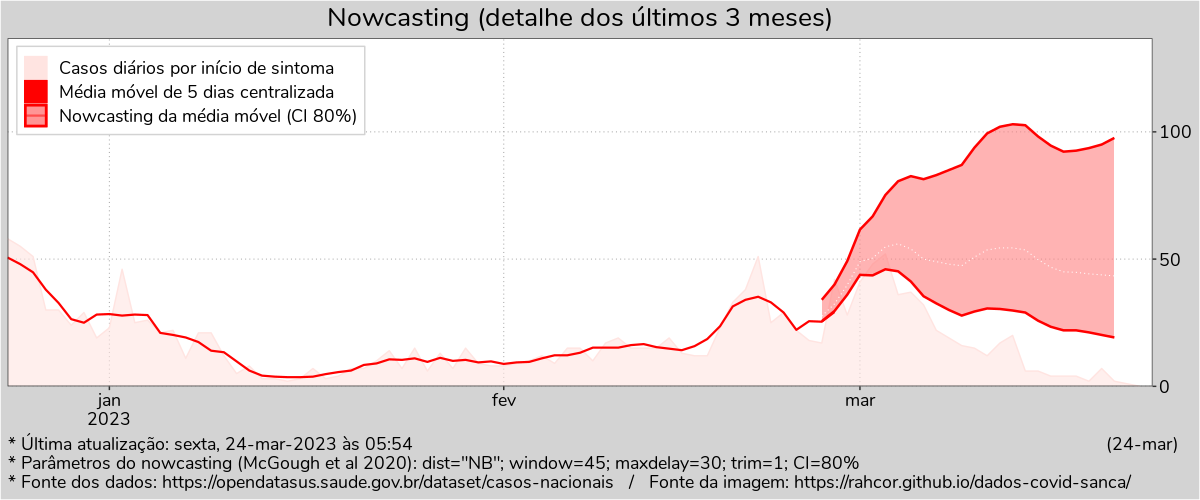 Nowcasting (detalhe dos últimos 3 meses)
Casos diários por início de sintoma
Média móvel de 5 dias centralizada
Nowcasting da média móvel (CI 80%)
100
50
0
jan fev mar
2023
* Última atualização: sexta, 24-mar-2023 às 05:54 (24-mar)
* Parâmetros do nowcasting (McGough et al 2020): dist="NB"; window=45; maxdelay=30; trim=1; CI=80%
* Fonte dos dados: https://opendatasus.saude.gov.br/dataset/casos-nacionais / Fonte da imagem: https://rahcor.github.io/dados-covid-sanca/